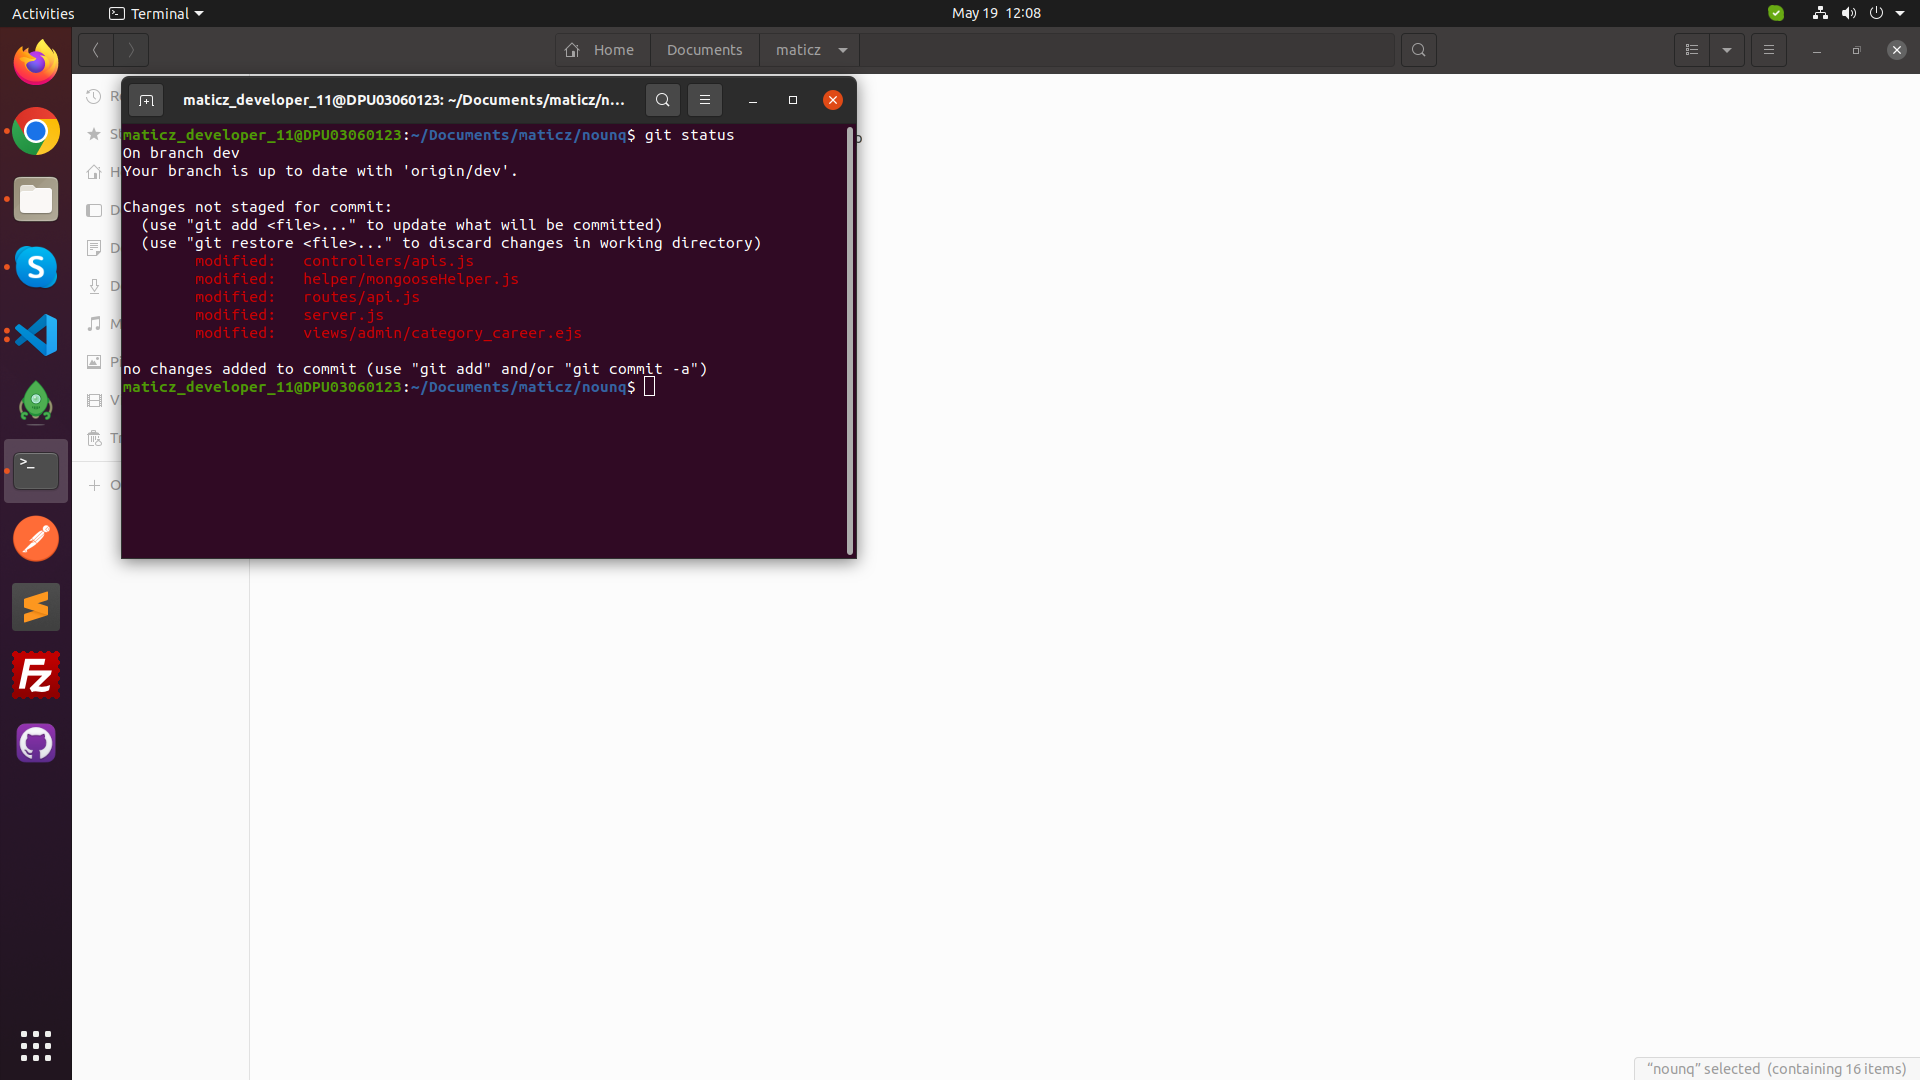 Activities
Terminal
May 19 12:08
Home
Documents
maticz
maticz_developer_11@DPU03060123: ~/Documents/maticz/n...
maticz_developer_11@DPU03060123:~/Documents/maticz/nounq$ git status
On branch dev
Your branch is up to date with 'origin/dev'.
Changes not staged for commit:
(use "git add <file>..." to update what will be committed)
(use "git restore <file>..." to discard changes in working directory)
modified: controllers/apis.js
modified: helper/mongooseHelper.js
modified: routes/api.js
modified: server.js
modified: views/admin/category_career.ejs
no changes added to commit (use "git add" and/or "git commit -a")
maticz_developer_11@DPU03060123:~/Documents/maticz/nounq$
“nounq” selected (containing 16 items)